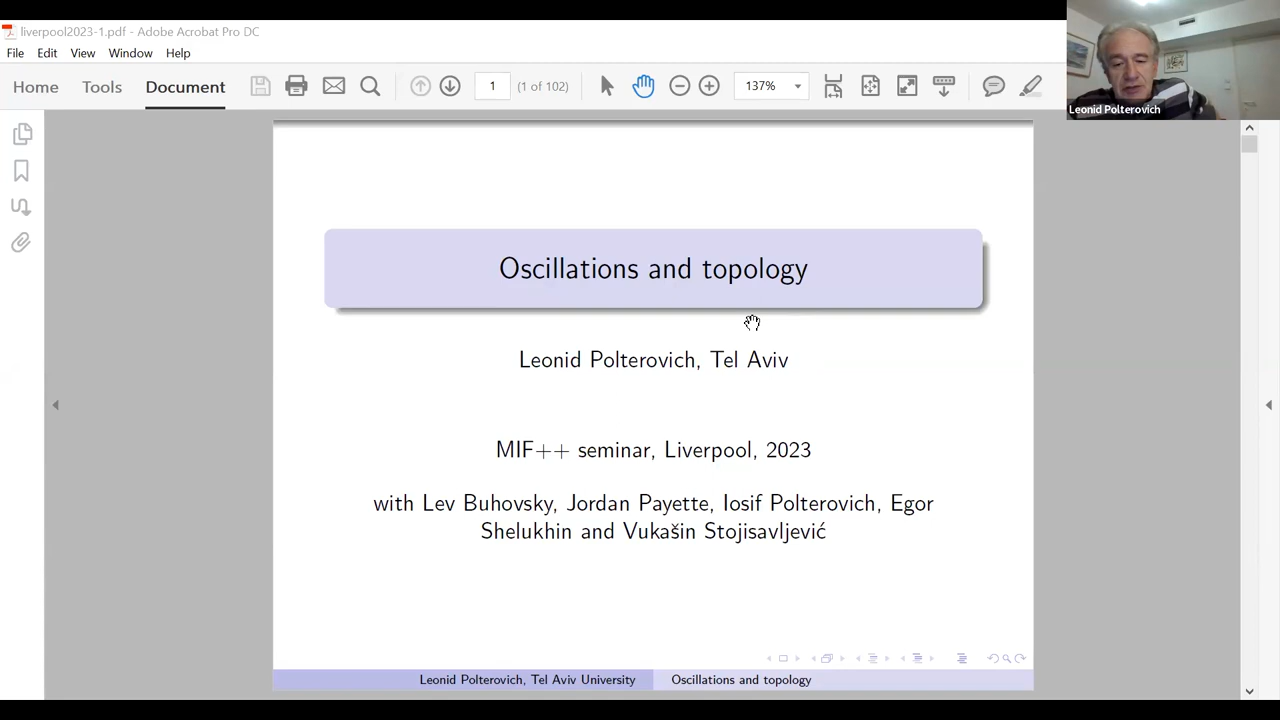 liverpool2023-1.pdf - Adobe Acrobat Pro DC
File Edit View Window Help
Home Tools Document 1 (1 of 102) 137%
Leonid Polterovich
Oscillations and topology
Leonid Polterovich, Tel Aviv
MIF++ seminar, Liverpool, 2023
with Lev Buhovsky, Jordan Payette, Iosif Polterovich, Egor
Shelukhin and Vukašin Stojisavljević
Leonid Polterovich, Tel Aviv University Oscillations and topology